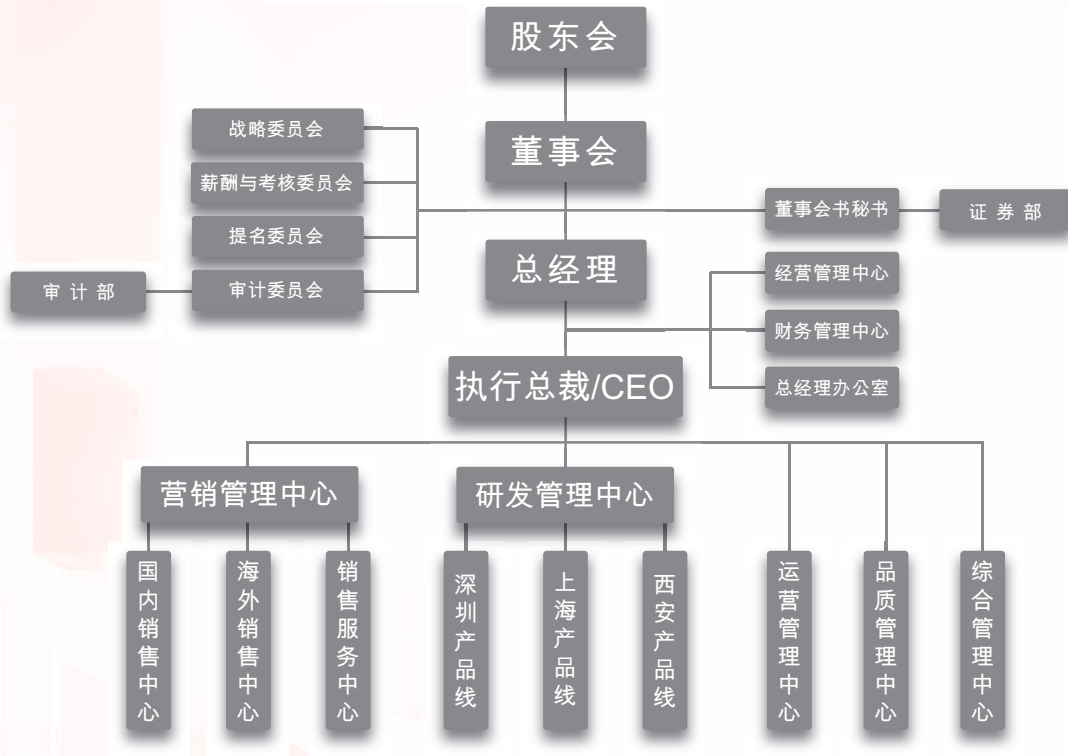 股东会
董事会
战略委员会
薪酬与考核委员会
提名委员会
审计委员会
审计部
董事会书秘书
证券部
总经理
经营管理中心
财务管理中心
总经理办公室
执行总裁/CEO
营销管理中心
研发管理中心
国内销售中心
海外销售中心
销售服务中心
深圳产品线
上海产品线
西安产品线
运营管理中心
品质管理中心
综合管理中心